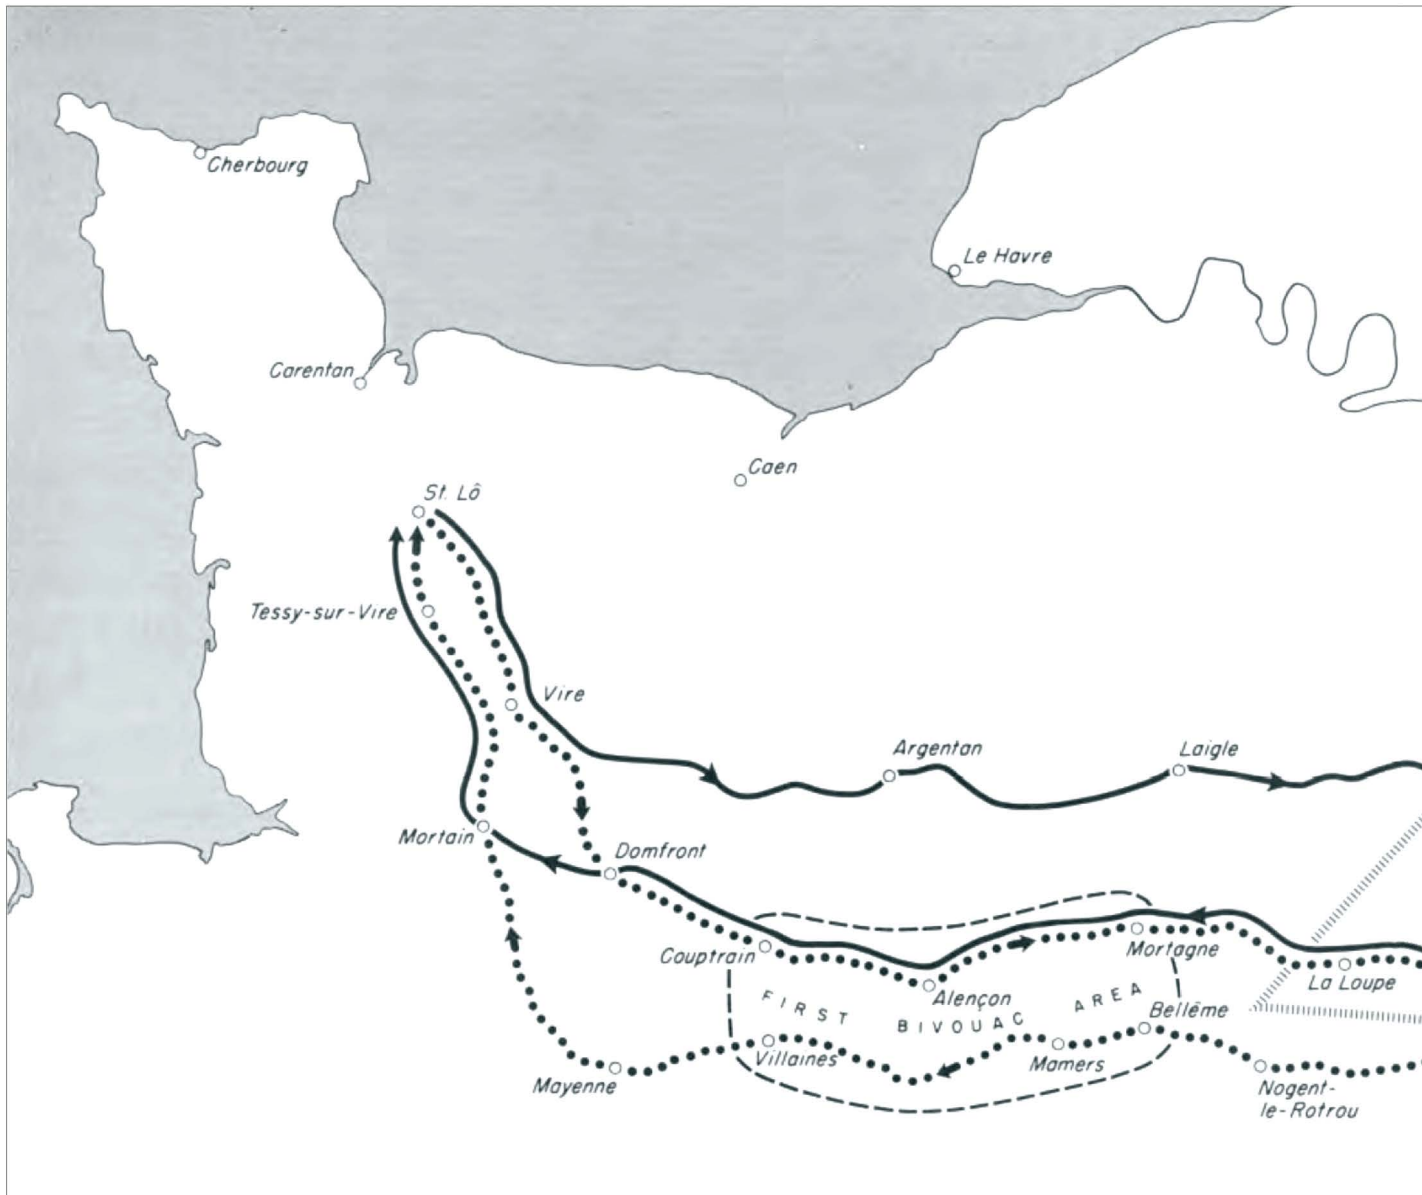 Cherbourg
Le Havre
Carentan
Caen
St. Lô
Tessy-sur-Vire
Vire
Argentan
Laigle
Mortain
Domfront
Couptrain
Mortagne
La Loupe
Alençon
FIRST BIVOUAC AREA
Bellême
Villaines
Mamers
Mayenne
Nogent-
le-Rotrou